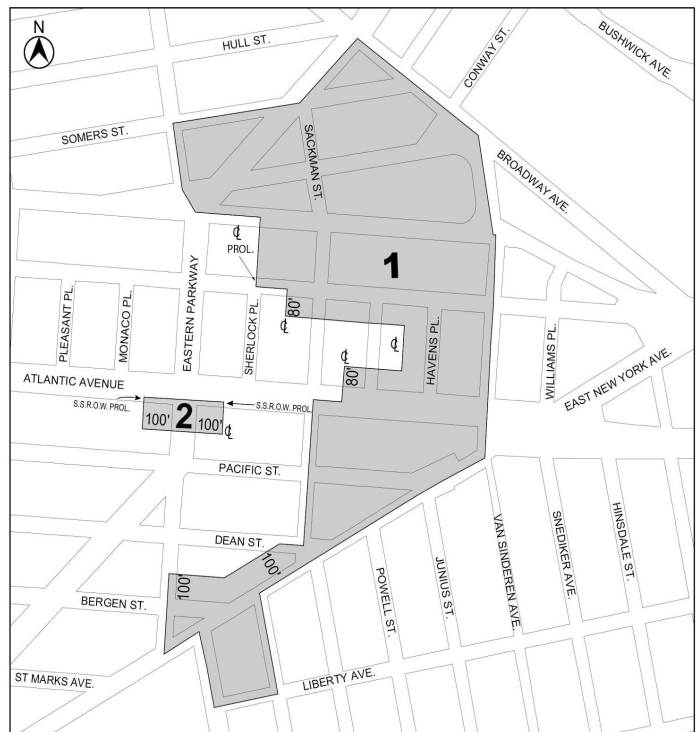 N
HULL ST.
CONWAY ST.
BUSHWICK AVE.
SOMERS ST.
SACKMAN ST.
BROADWAY AVE.
℄
PROL.
1
EASTERN PARKWAY
80'
PLEASANT PL.
MONACO PL.
SHERLOCK PL.
℄
℄
℄
HAVENS PL.
WILLIAMS PL.
80'
EAST NEW YORK AVE.
ATLANTIC AVENUE
S.S.R.O.W. PROL.
S.S.R.O.W. PROL.
100'
2
100'
℄
PACIFIC ST.
DEAN ST.
100'
100'
BERGEN ST.
POWELL ST.
JUNIUS ST.
VAN SINDEREN AVE.
SNEDIKER AVE.
HINSDALE ST.
ST MARKS AVE.
LIBERTY AVE.